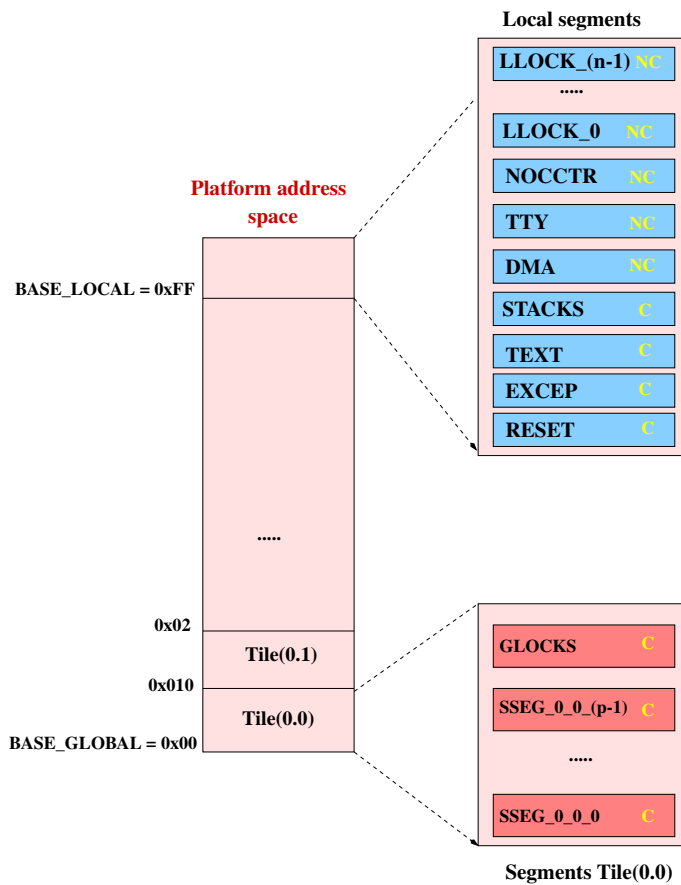 Local segments
LLOCK_(n-1) NC
.....
LLOCK_0 NC
NOCCTR NC
TTY NC
DMA NC
STACKS C
TEXT C
EXCEP C
RESET C
Platform address
space
BASE_LOCAL = 0xFF
.....
0x02
Tile(0.1)
0x010
Tile(0.0)
BASE_GLOBAL = 0x00
GLOCKS C
SSEG_0_0_(p-1) C
.....
SSEG_0_0_0 C
Segments Tile(0.0)